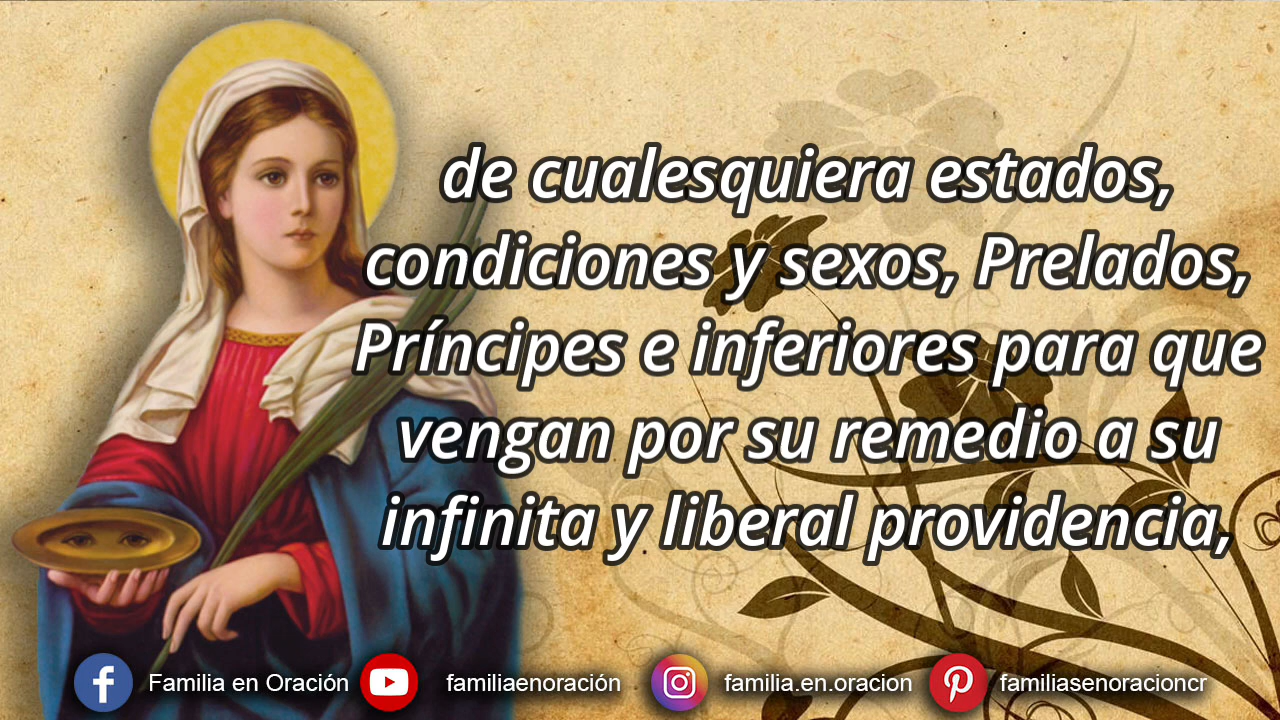 de cualesquiera estados,
condiciones y sexos, Prelados,
Príncipes e inferiores para que
vengan por su remedio a su
infinita y liberal providencia,
Familia en Oración
familiaenoración
familia.en.oracion
familiasenoracioncr